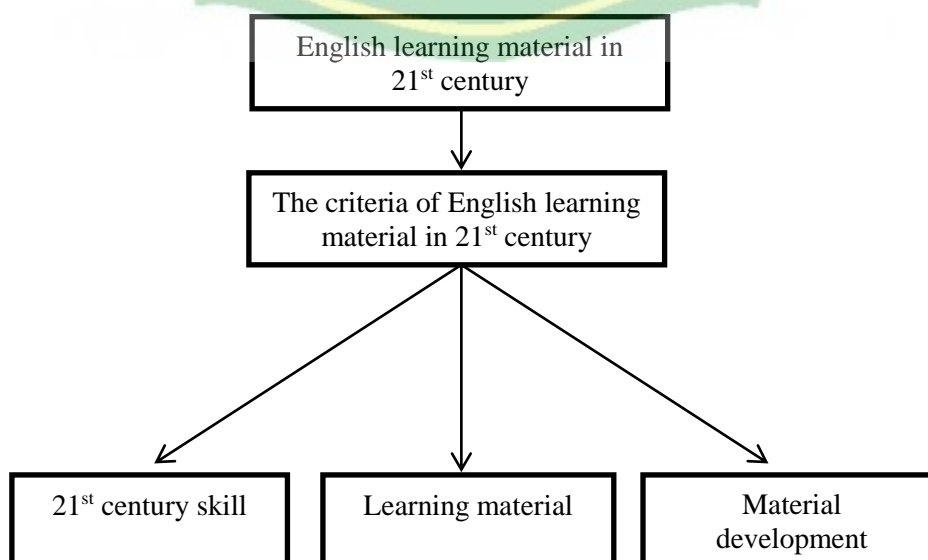 English learning material in
21st century
The criteria of English learning
material in 21st century
21st century skill
Learning material
Material
development